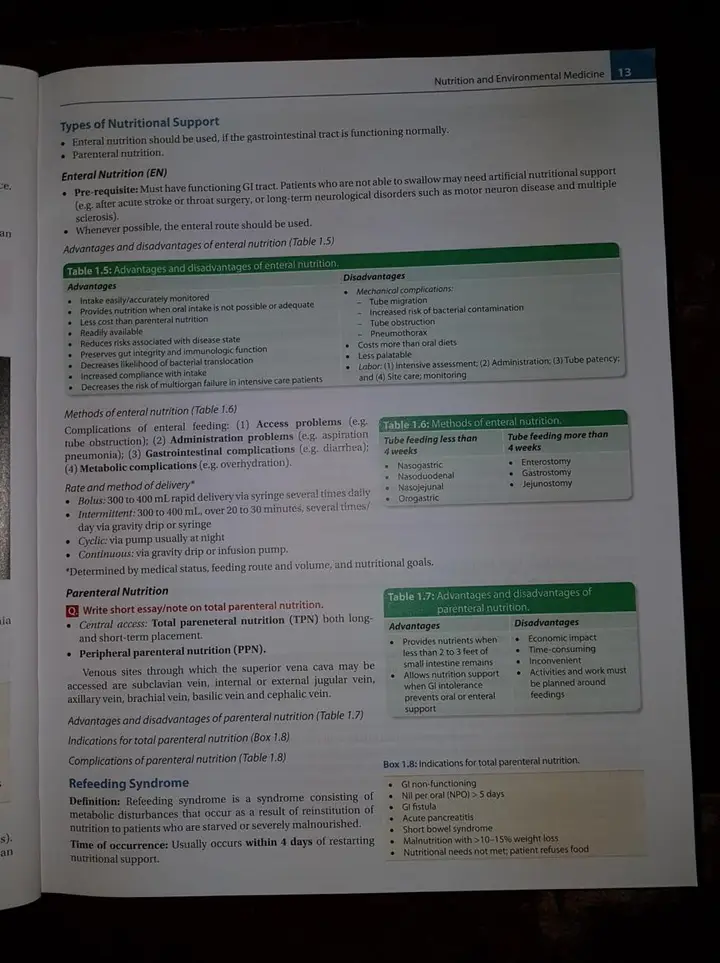 Nutrition and Environmental Medicine 13
Types of Nutritional Support
• Enteral nutrition should be used, if the gastrointestinal tract is functioning normally.
• Parenteral nutrition.
Enteral Nutrition (EN)
• Pre-requisite: Must have functioning GI tract. Patients who are not able to swallow may need artificial nutritional support
(e.g. after acute stroke or throat surgery, or long-term neurological disorders such as motor neuron disease and multiple
sclerosis).
• Whenever possible, the enteral route should be used.
Advantages and disadvantages of enteral nutrition (Table 1.5)
Table 1.5: Advantages and disadvantages of enteral nutrition.
Advantages
• Intake easily/accurately monitored
• Provides nutrition when oral intake is not possible or adequate
• Less cost than parenteral nutrition
• Readily available
• Reduces risks associated with disease state
• Preserves gut integrity and immunologic function
• Decreases likelihood of bacterial translocation
• Increased compliance with intake
• Decreases the risk of multiorgan failure in intensive care patients
Disadvantages
• Mechanical complications:
– Tube migration
– Increased risk of bacterial contamination
– Tube obstruction
– Pneumothorax
• Costs more than oral diets
• Less palatable
• Labor: (1) Intensive assessment; (2) Administration; (3) Tube patency;
and (4) Site care; monitoring
Methods of enteral nutrition (Table 1.6)
Complications of enteral feeding: (1) Access problems (e.g.
tube obstruction); (2) Administration problems (e.g. aspiration
pneumonia); (3) Gastrointestinal complications (e.g. diarrhea);
(4) Metabolic complications (e.g. overhydration).
Table 1.6: Methods of enteral nutrition.
Tube feeding less than
4 weeks
• Nasogastric
• Nasoduodenal
• Nasojejunal
• Orogastric
Tube feeding more than
4 weeks
• Enterostomy
• Gastrostomy
• Jejunostomy
Rate and method of delivery*
• Bolus: 300 to 400 mL rapid delivery via syringe several times daily
• Intermittent: 300 to 400 mL, over 20 to 30 minutes, several times/
day via gravity drip or syringe
• Cyclic: via pump usually at night
• Continuous: via gravity drip or infusion pump.
*Determined by medical status, feeding route and volume, and nutritional goals.
Parenteral Nutrition
Q. Write short essay/note on total parenteral nutrition.
• Central access: Total pareneteral nutrition (TPN) both long-
and short-term placement.
• Peripheral parenteral nutrition (PPN).
Venous sites through which the superior vena cava may be
accessed are subclavian vein, internal or external jugular vein,
axillary vein, brachial vein, basilic vein and cephalic vein.
Advantages and disadvantages of parenteral nutrition (Table 1.7)
Indications for total parenteral nutrition (Box 1.8)
Complications of parenteral nutrition (Table 1.8)
Table 1.7: Advantages and disadvantages of
parenteral nutrition.
Advantages
• Provides nutrients when
less than 2 to 3 feet of
small intestine remains
• Allows nutrition support
when GI intolerance
prevents oral or enteral
support
Disadvantages
• Economic impact
• Time-consuming
• Inconvenient
• Activities and work must
be planned around
feedings
Refeeding Syndrome
Definition: Refeeding syndrome is a syndrome consisting of
metabolic disturbances that occur as a result of reinstitution of
nutrition to patients who are starved or severely malnourished.
Time of occurrence: Usually occurs within 4 days of restarting
nutritional support.
Box 1.8: Indications for total parenteral nutrition.
• GI non-functioning
• Nil per oral (NPO) > 5 days
• GI fistula
• Acute pancreatitis
• Short bowel syndrome
• Malnutrition with >10–15% weight loss
• Nutritional needs not met; patient refuses food